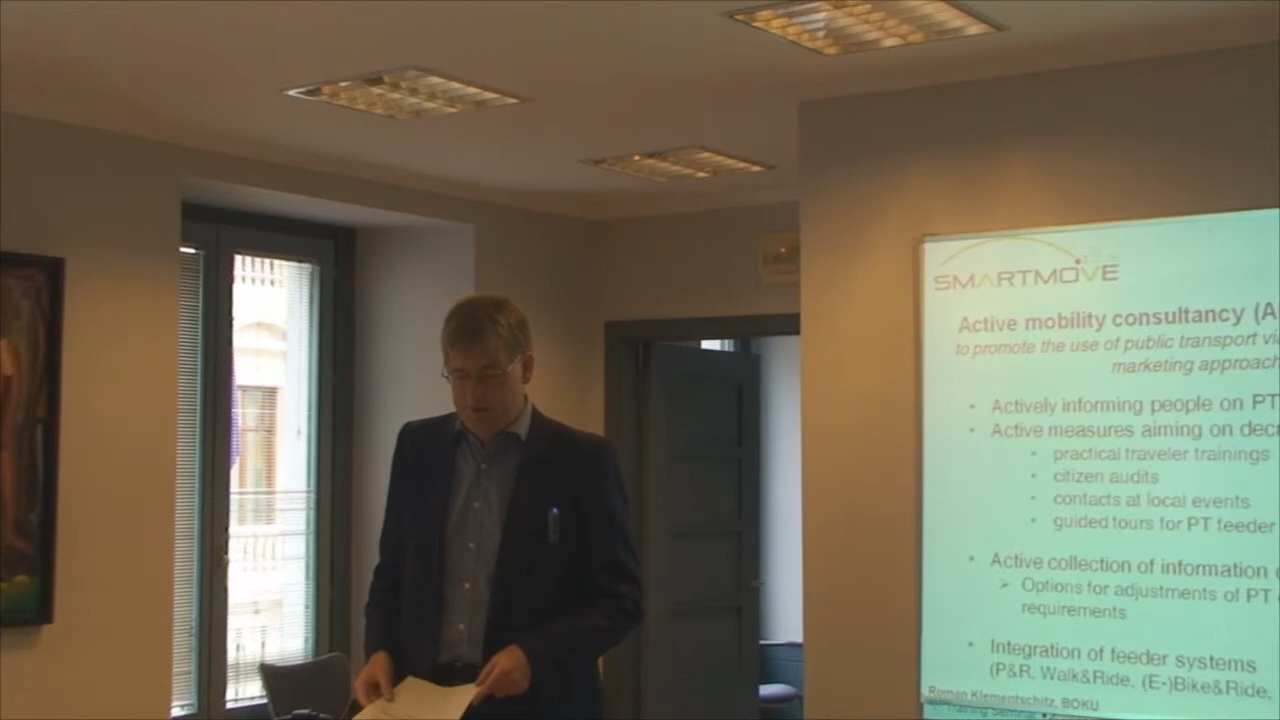 SMARTMOVE
Active mobility consultancy (A
to promote the use of public transport via
marketing approach
• Actively informing people on PT
• Active measures aiming on decr
• practical traveler trainings
• citizen audits
• contacts at local events
• guided tours for PT feeder
• Active collection of information
➢ Options for adjustments of PT
requirements
• Integration of feeder systems
(P&R, Walk&Ride, (E-)Bike&Ride,
Roman Klementschitz, BOKU
Training Seminar